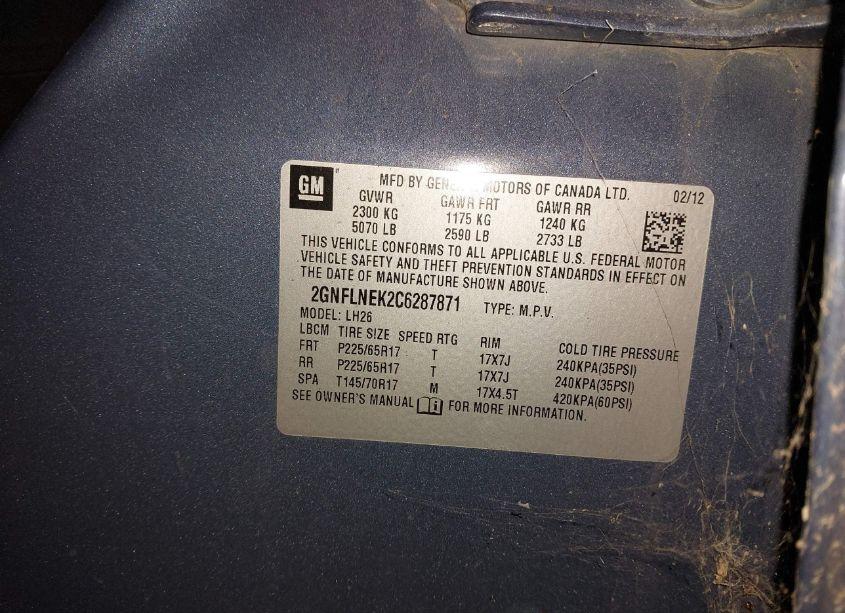 GM
MFD BY GENERAL MOTORS OF CANADA LTD. 02/12
GVWR GAWR FRT GAWR RR
2300 KG 1175 KG 1240 KG
5070 LB 2590 LB 2733 LB
THIS VEHICLE CONFORMS TO ALL APPLICABLE U.S. FEDERAL MOTOR
VEHICLE SAFETY AND THEFT PREVENTION STANDARDS IN EFFECT ON
THE DATE OF MANUFACTURE SHOWN ABOVE.
2GNFLNEK2C6287871 TYPE: M.P.V.
MODEL: LH26
LBCM TIRE SIZE SPEED RTG RIM COLD TIRE PRESSURE
FRT P225/65R17 T 17X7J 240KPA(35PSI)
RR P225/65R17 T 17X7J 240KPA(35PSI)
SPA T145/70R17 M 17X4.5T 420KPA(60PSI)
SEE OWNER'S MANUAL FOR MORE INFORMATION.